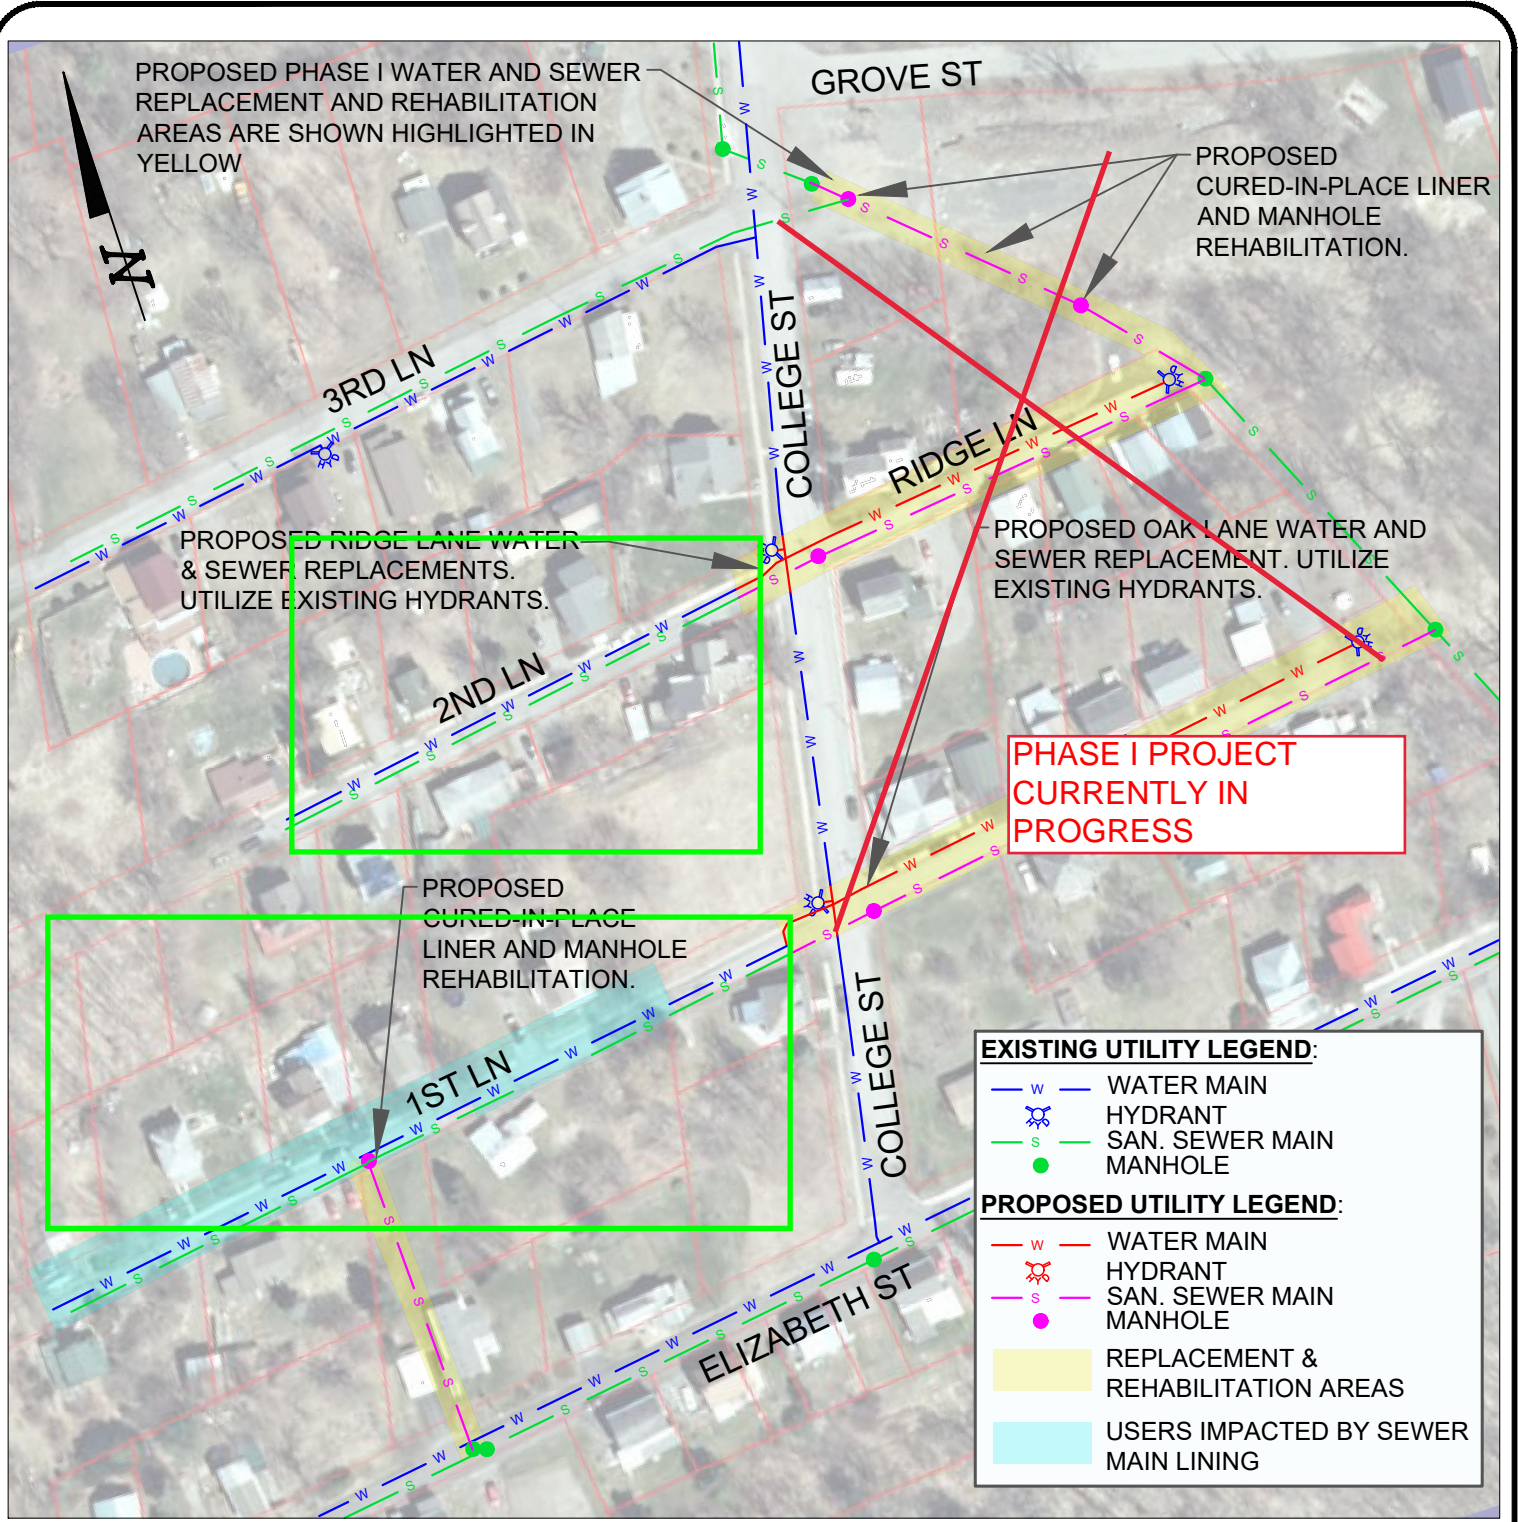 PROPOSED PHASE I WATER AND SEWER
REPLACEMENT AND REHABILITATION
AREAS ARE SHOWN HIGHLIGHTED IN
YELLOW
GROVE ST
PROPOSED
CURED-IN-PLACE LINER
AND MANHOLE
REHABILITATION.
N
3RD LN
COLLEGE ST
RIDGE LN
PROPOSED RIDGE LANE WATER
& SEWER REPLACEMENTS.
UTILIZE EXISTING HYDRANTS.
PROPOSED OAK LANE WATER AND
SEWER REPLACEMENT. UTILIZE
EXISTING HYDRANTS.
2ND LN
PHASE I PROJECT
CURRENTLY IN
PROGRESS
PROPOSED
CURED-IN-PLACE
LINER AND MANHOLE
REHABILITATION.
1ST LN
COLLEGE ST
ELIZABETH ST
EXISTING UTILITY LEGEND:
W WATER MAIN
HYDRANT
S SAN. SEWER MAIN
MANHOLE
PROPOSED UTILITY LEGEND:
W WATER MAIN
HYDRANT
S SAN. SEWER MAIN
MANHOLE
REPLACEMENT &
REHABILITATION AREAS
USERS IMPACTED BY SEWER
MAIN LINING